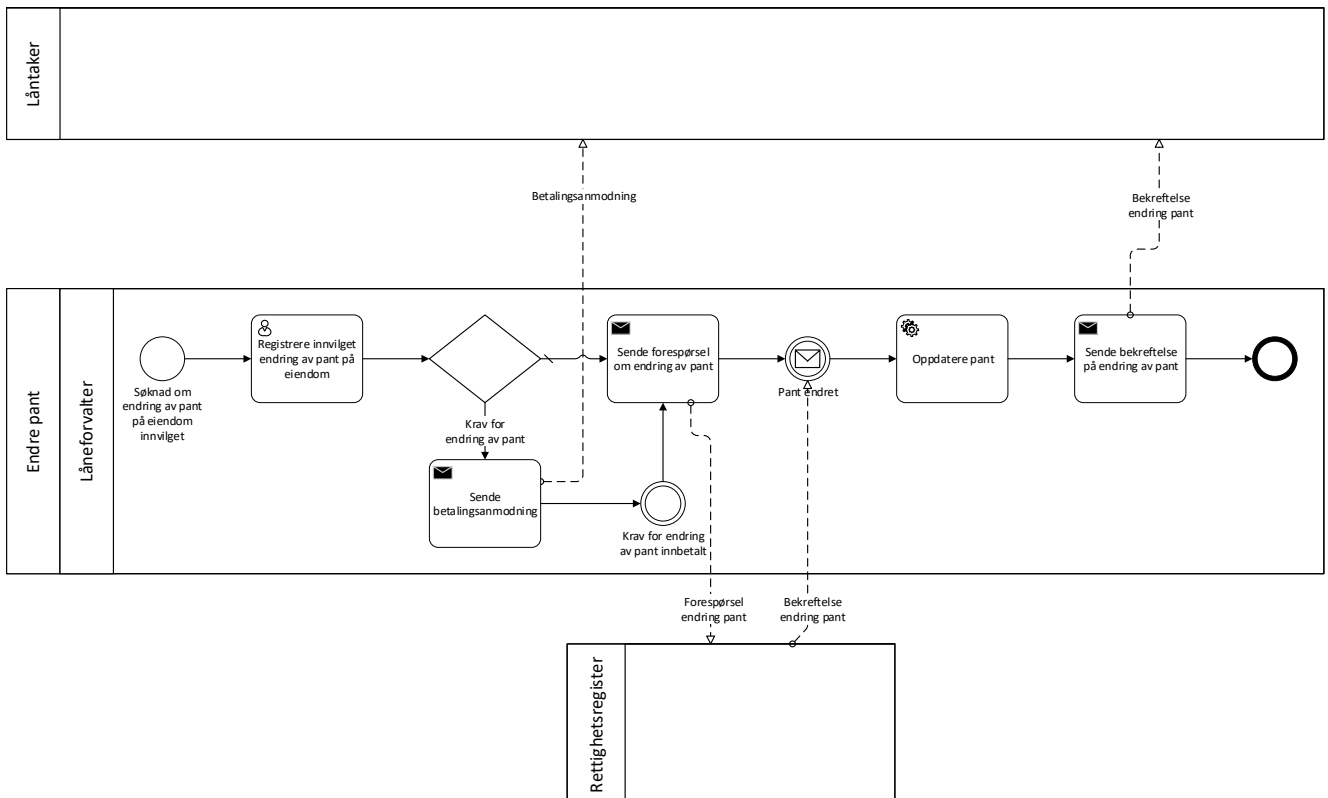 Låntaker
Betalingsanmodning
Bekreftelse
endring pant
Endre pant
Låneforvalter
Søknad om
endring av pant
på eiendom
innvilget
Registrere innvilget
endring av pant på
eiendom
Krav for
endring av pant
Sende
betalingsanmodning
Krav for endring
av pant innbetalt
Sende forespørsel
om endring av pant
Pant endret
Oppdatere pant
Sende bekreftelse
på endring av pant
Forespørsel
endring pant
Bekreftelse
endring pant
Rettighetsregister